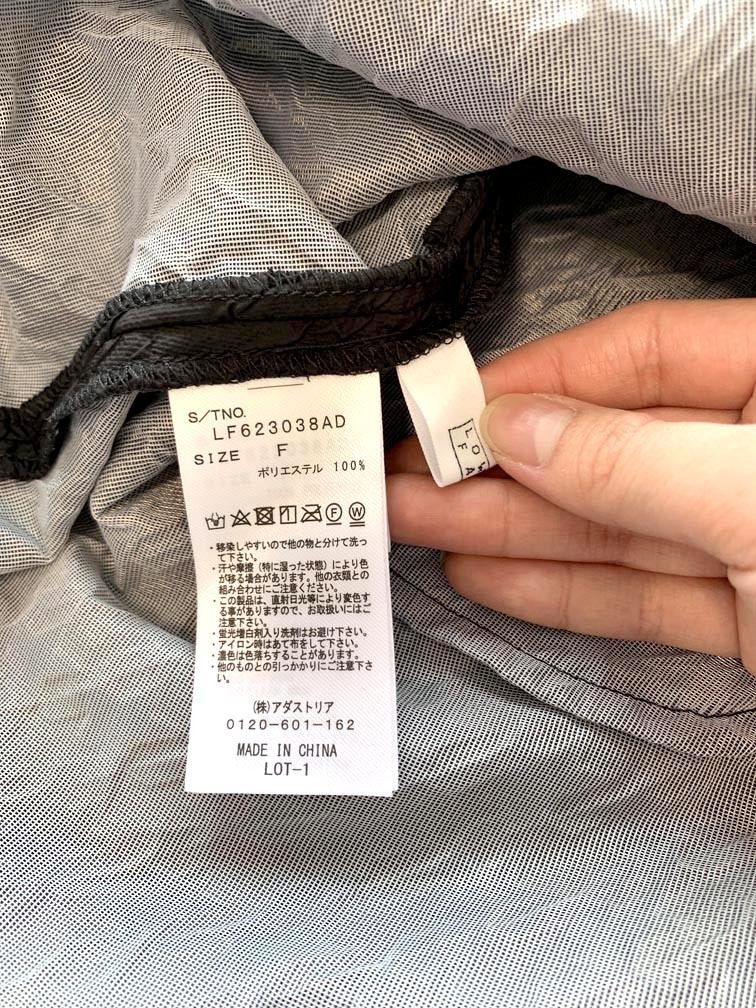 S/TNO.
LF623038AD
SIZE F
ポリエステル 100%
F W
・移染しやすいので他の物と分けて洗っ
て下さい。
・汗や摩擦（特に湿った状態）により色
が移る場合があります。他の衣類との
組み合わせにご注意ください。
・この製品は、直射日光等により変色す
る事がありますので、お取扱いにはご
注意下さい。
・蛍光増白剤入り洗剤はお避け下さい。
・アイロン時はあて布をして下さい。
・濃色は色落ちすることがあります。
・他のものとの引っかかりにご注意下さ
い。
(株)アダストリア
0120-601-162
MADE IN CHINA
LOT-1